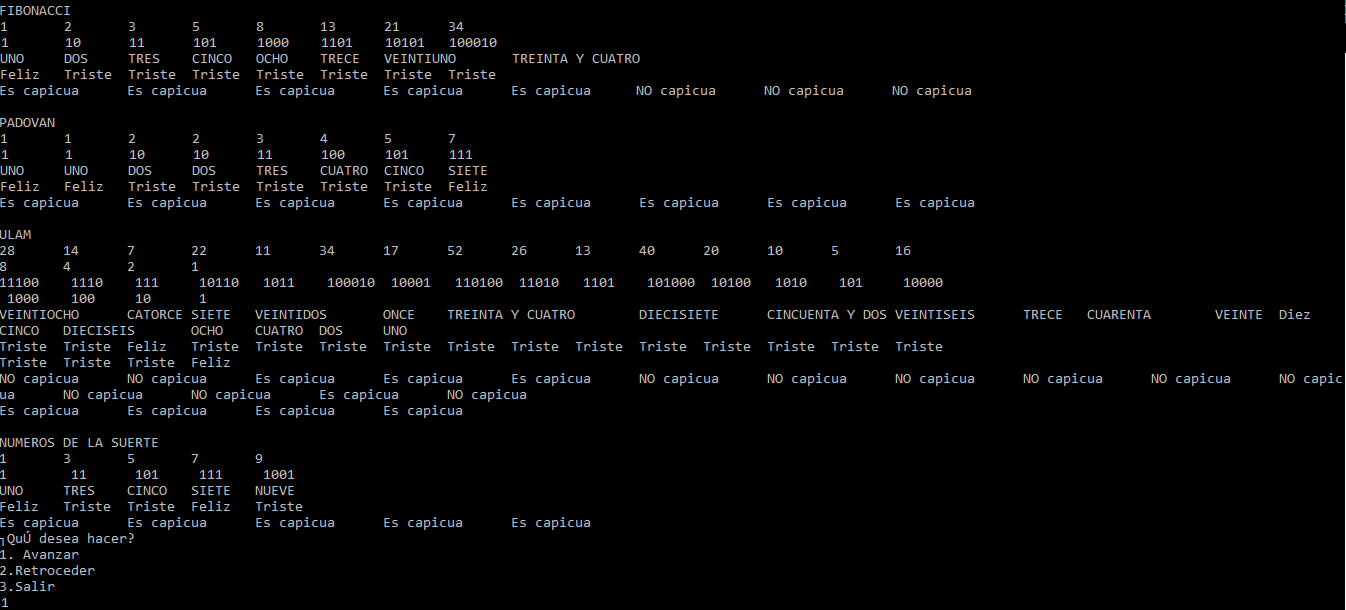 FIBONACCI
1 2 3 5 8 13 21 34
1 10 11 101 1000 1101 10101 100010
UNO DOS TRES CINCO OCHO TRECE VEINTIUNO TREINTA Y CUATRO
Feliz Triste Triste Triste Triste Triste Triste Triste
Es capicua Es capicua Es capicua Es capicua Es capicua NO capicua NO capicua NO capicua
PADOVAN
1 1 2 2 3 4 5 7
1 1 10 10 11 100 101 111
UNO UNO DOS DOS TRES CUATRO CINCO SIETE
Feliz Feliz Triste Triste Triste Triste Triste Feliz
Es capicua Es capicua Es capicua Es capicua Es capicua Es capicua Es capicua Es capicua
ULAM
28 14 7 22 11 34 17 52 26 13 40 20 10 5 16
8 4 2 1
11100 1110 111 10110 1011 100010 10001 110100 11010 1101 101000 10100 1010 101 10000
1000 100 10 1
VEINTIOCHO CATORCE SIETE VEINTIDOS ONCE TREINTA Y CUATRO DIECISIETE CINCUENTA Y DOS VEINTISEIS TRECE CUARENTA VEINTE Diez
CINCO DIECISEIS OCHO CUATRO DOS UNO
Triste Triste Feliz Triste Triste Triste Triste Triste Triste Triste Triste Triste Triste Triste Triste
Triste Triste Triste Feliz
NO capicua NO capicua Es capicua Es capicua Es capicua NO capicua NO capicua NO capicua NO capicua NO capicua NO capic
ua NO capicua NO capicua Es capicua NO capicua
Es capicua Es capicua Es capicua Es capicua
NUMEROS DE LA SUERTE
1 3 5 7 9
1 11 101 111 1001
UNO TRES CINCO SIETE NUEVE
Feliz Triste Triste Feliz Triste
Es capicua Es capicua Es capicua Es capicua Es capicua
┐QuÚ desea hacer?
1. Avanzar
2.Retroceder
3.Salir
1